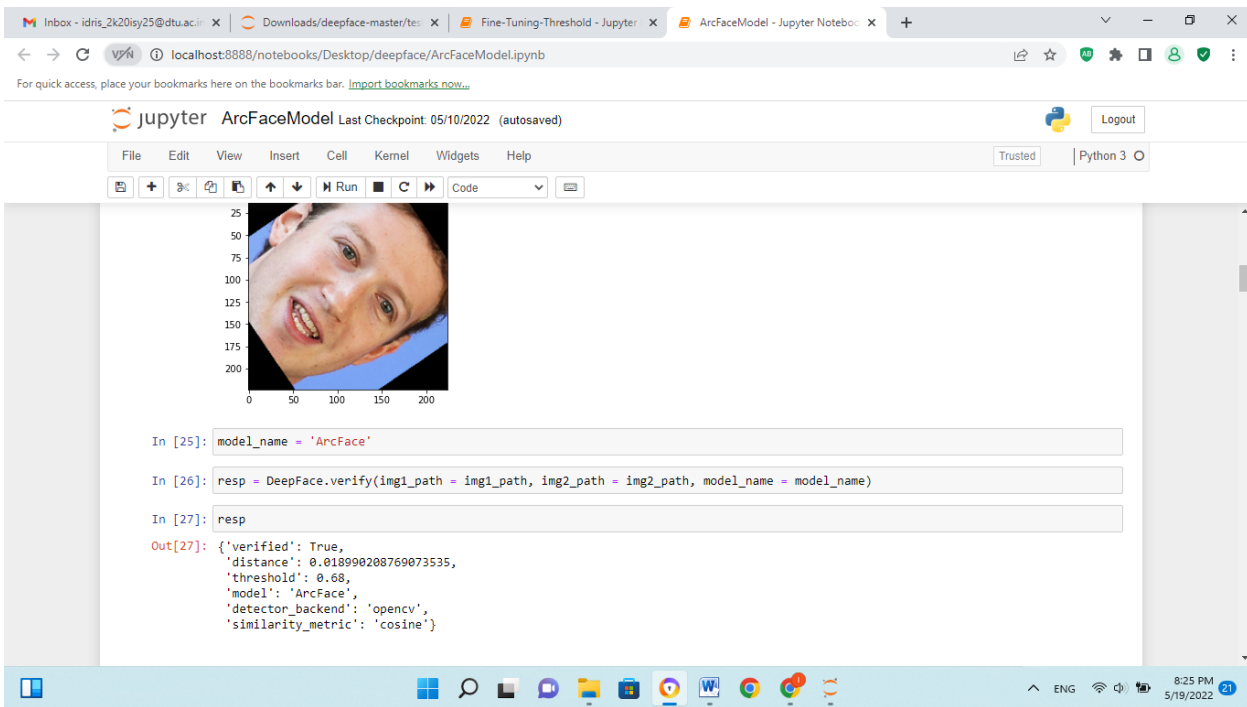 Inbox - idris_2k20isy25@dtu.ac.in
Downloads/deepface-master/tes
Fine-Tuning-Threshold - Jupyter
ArcFaceModel - Jupyter Notebook
VPN
localhost:8888/notebooks/Desktop/deepface/ArcFaceModel.ipynb
For quick access, place your bookmarks here on the bookmarks bar. Import bookmarks now...
jupyter ArcFaceModel Last Checkpoint: 05/10/2022 (autosaved)
Logout
File Edit View Insert Cell Kernel Widgets Help
Trusted
Python 3
Run
Code
25
50
75
100
125
150
175
200
0 50 100 150 200
In [25]: model_name = 'ArcFace'
In [26]: resp = DeepFace.verify(img1_path = img1_path, img2_path = img2_path, model_name = model_name)
In [27]: resp
Out[27]: {'verified': True,
'distance': 0.018990208769073535,
'threshold': 0.68,
'model': 'ArcFace',
'detector_backend': 'opencv',
'similarity_metric': 'cosine'}
ENG
8:25 PM
5/19/2022
21